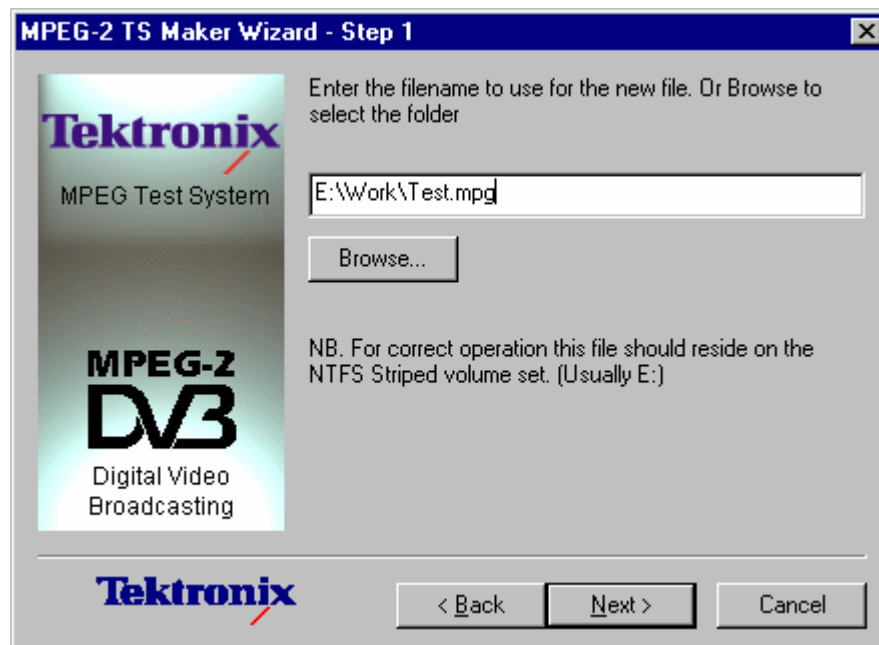 MPEG-2 TS Maker Wizard - Step 1
Tektronix
MPEG Test System
MPEG-2
DVB
Digital Video
Broadcasting
Enter the filename to use for the new file. Or Browse to
select the folder
E:\Work\Test.mpg
Browse...
NB. For correct operation this file should reside on the
NTFS Striped volume set. (Usually E:)
Tektronix
< Back
Next >
Cancel